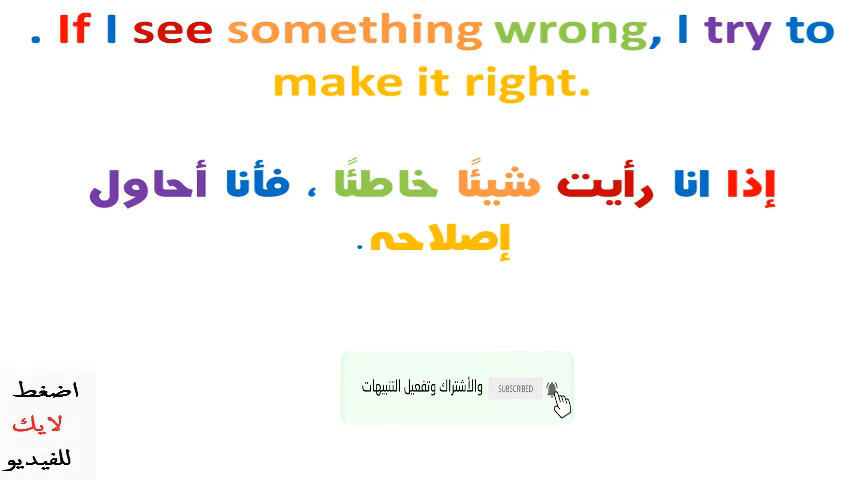 . If I see something wrong, I try to
make it right.
إذا انا رأيت شيئًا خاطئًا ، فأنا أحاول
إصلاحه .
والأشتراك وتفعيل التنبيهات SUBSCRIBED
اضغط
لايك
للفيديو